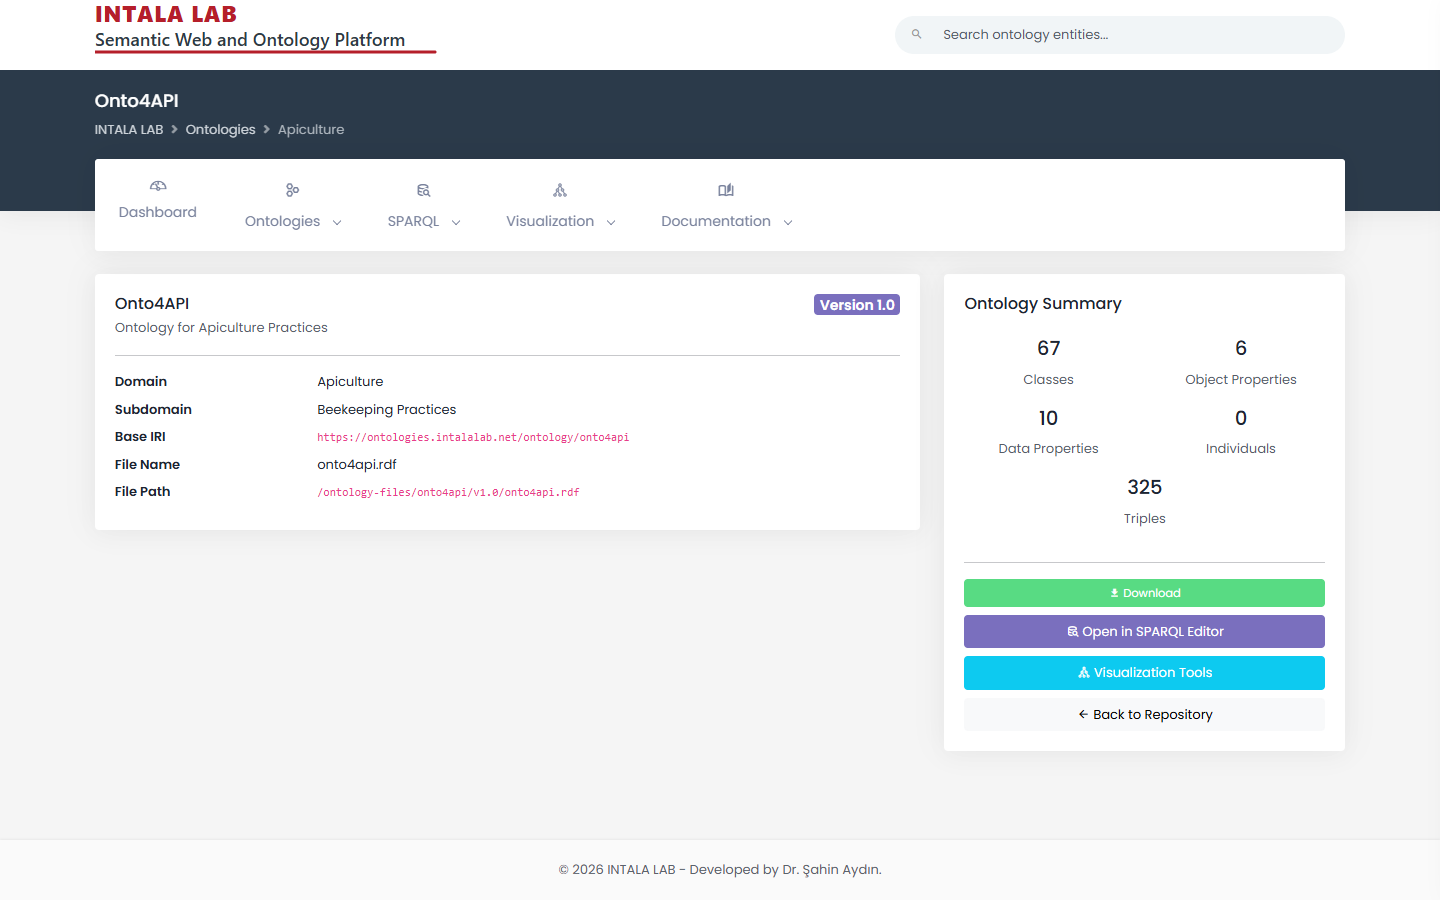 INTALA LAB
Semantic Web and Ontology Platform
Search ontology entities...
Onto4API
INTALA LAB > Ontologies > Apiculture
Dashboard
Ontologies
SPARQL
Visualization
Documentation
Onto4API
Version 1.0
Ontology for Apiculture Practices
Domain Apiculture
Subdomain Beekeeping Practices
Base IRI https://ontologies.intalalab.net/ontology/onto4api
File Name onto4api.rdf
File Path /ontology-files/onto4api/v1.0/onto4api.rdf
Ontology Summary
67
Classes
6
Object Properties
10
Data Properties
0
Individuals
325
Triples
Download
Open in SPARQL Editor
Visualization Tools
Back to Repository
© 2026 INTALA LAB - Developed by Dr. Şahin Aydın.